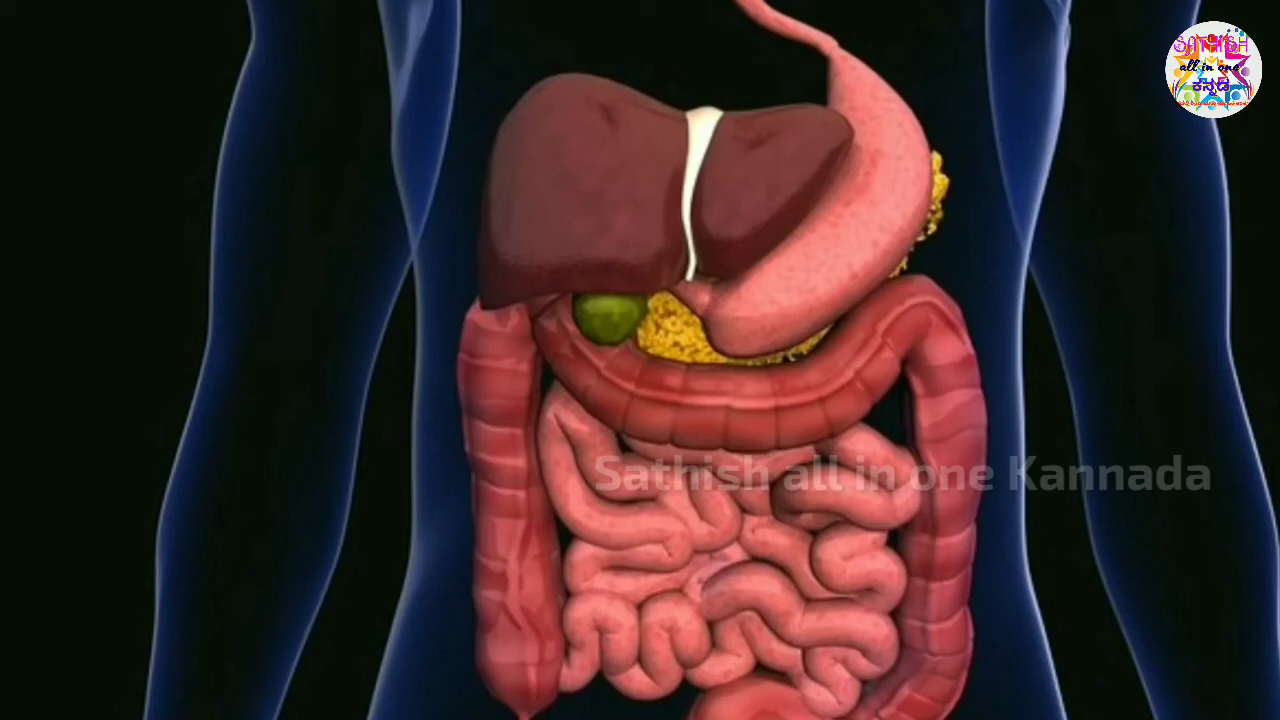 SATHISH
all in one
ಕನ್ನಡ
Sathish all in one Kannada